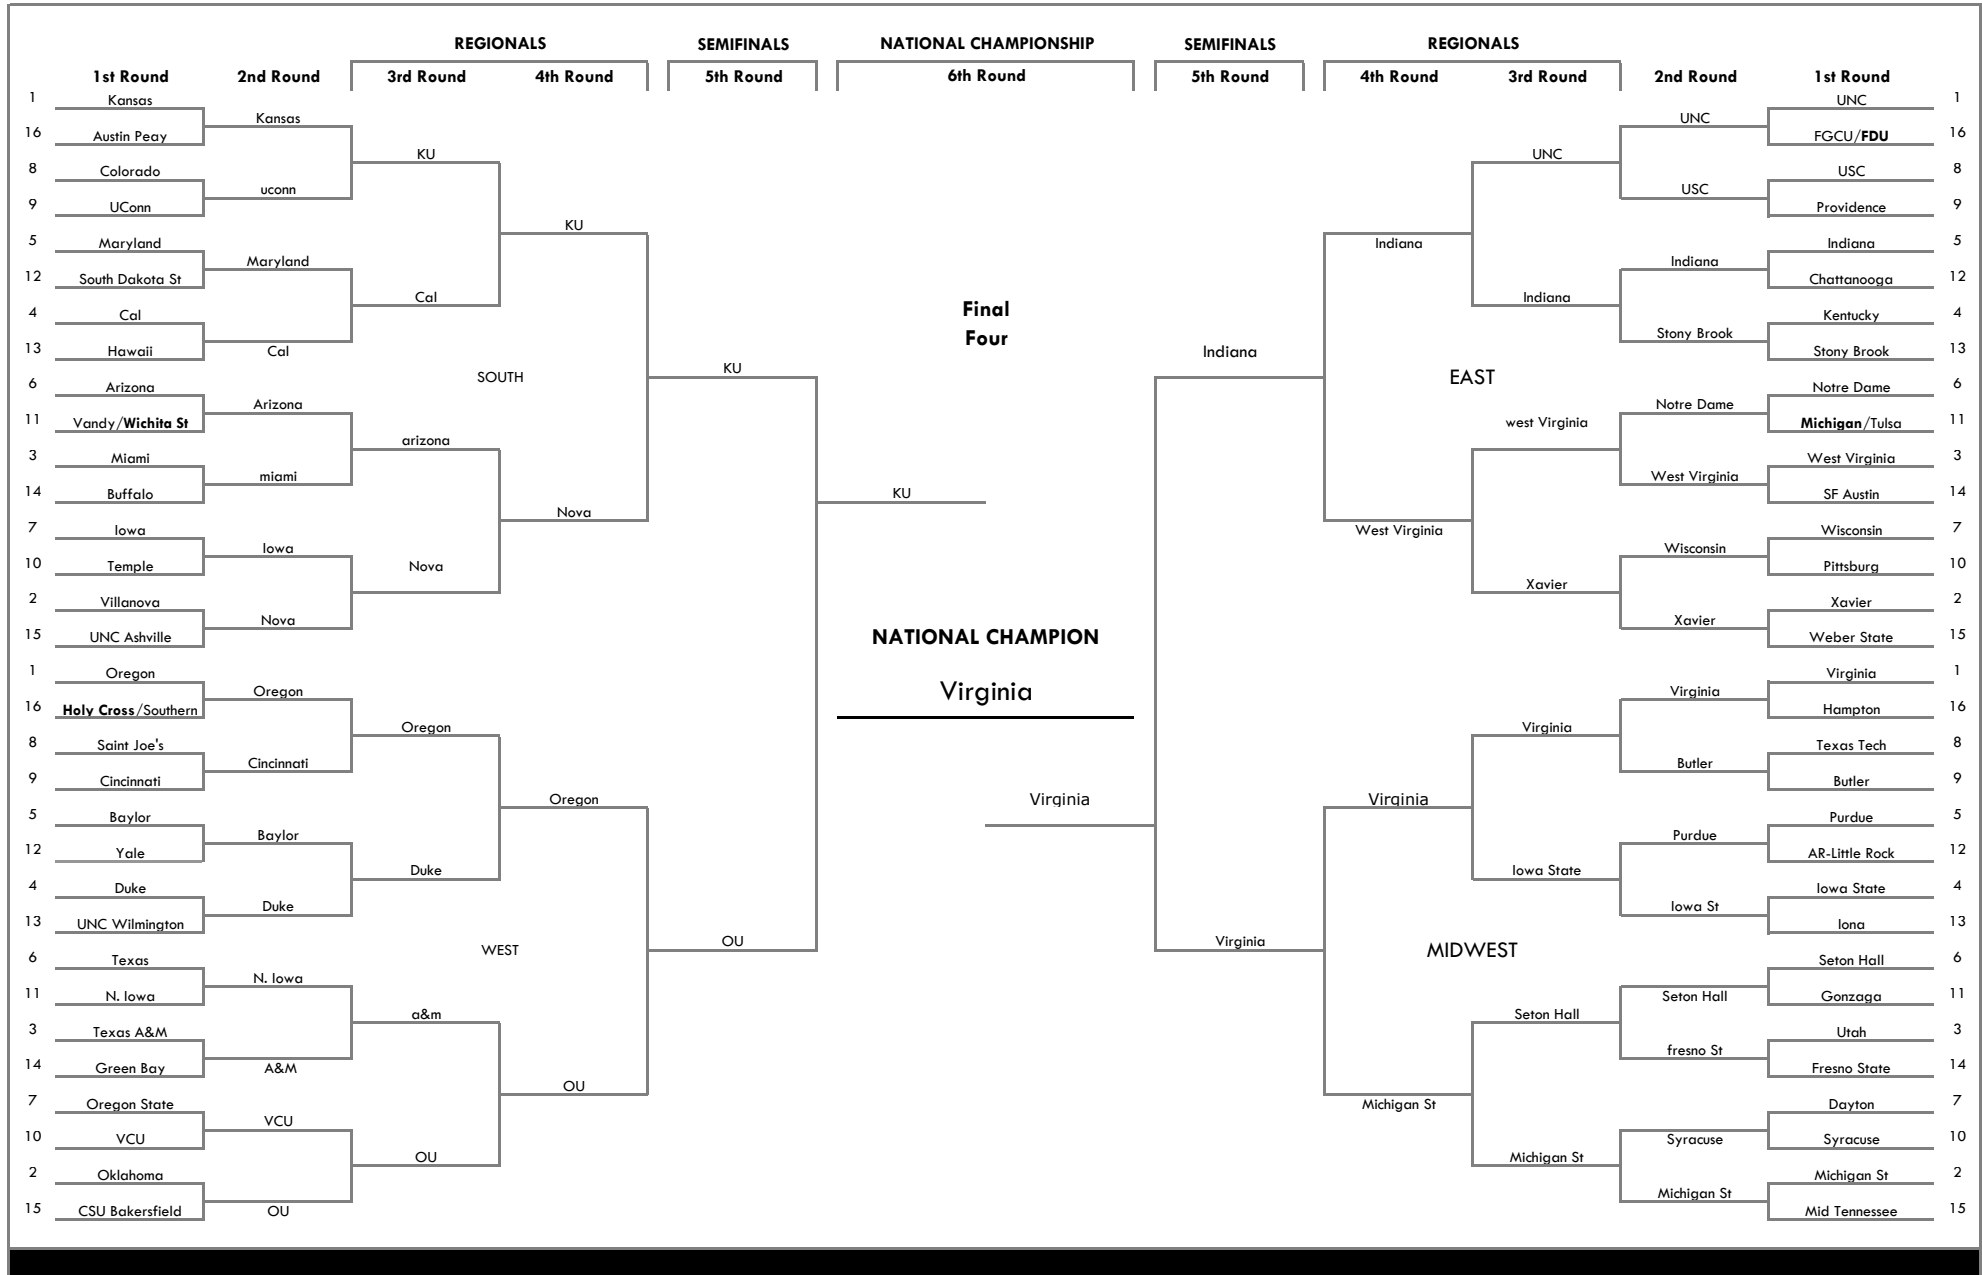 REGIONALS SEMIFINALS NATIONAL CHAMPIONSHIP SEMIFINALS REGIONALS
1st Round 2nd Round 3rd Round 4th Round 5th Round 6th Round 5th Round 4th Round 3rd Round 2nd Round 1st Round
1 Kansas
16 Austin Peay
8 Colorado
9 UConn
5 Maryland
12 South Dakota St
4 Cal
13 Hawaii
6 Arizona
11 Vandy/Wichita St
3 Miami
14 Buffalo
7 Iowa
10 Temple
2 Villanova
15 UNC Ashville
Kansas
uconn
Maryland
Cal
Arizona
miami
Iowa
Nova
KU
Cal
arizona
Nova
KU
Nova
SOUTH
KU
1 Oregon
16 Holy Cross/Southern
8 Saint Joe's
9 Cincinnati
5 Baylor
12 Yale
4 Duke
13 UNC Wilmington
6 Texas
11 N. Iowa
3 Texas A&M
14 Green Bay
7 Oregon State
10 VCU
2 Oklahoma
15 CSU Bakersfield
Oregon
Cincinnati
Baylor
Duke
N. Iowa
A&M
VCU
OU
Oregon
Duke
a&m
OU
Oregon
OU
WEST
OU
KU
Final
Four
NATIONAL CHAMPION
Virginia
Virginia
Indiana
EAST
Indiana
West Virginia
UNC
Indiana
west Virginia
Xavier
UNC
USC
Indiana
Stony Brook
Notre Dame
West Virginia
Wisconsin
Xavier
UNC 1
FGCU/FDU 16
USC 8
Providence 9
Indiana 5
Chattanooga 12
Kentucky 4
Stony Brook 13
Notre Dame 6
Michigan/Tulsa 11
West Virginia 3
SF Austin 14
Wisconsin 7
Pittsburg 10
Xavier 2
Weber State 15
Virginia
MIDWEST
Virginia
Michigan St
Virginia
Iowa State
Seton Hall
Michigan St
Virginia
Butler
Purdue
Iowa St
Seton Hall
fresno St
Syracuse
Michigan St
Virginia 1
Hampton 16
Texas Tech 8
Butler 9
Purdue 5
AR-Little Rock 12
Iowa State 4
Iona 13
Seton Hall 6
Gonzaga 11
Utah 3
Fresno State 14
Dayton 7
Syracuse 10
Michigan St 2
Mid Tennessee 15